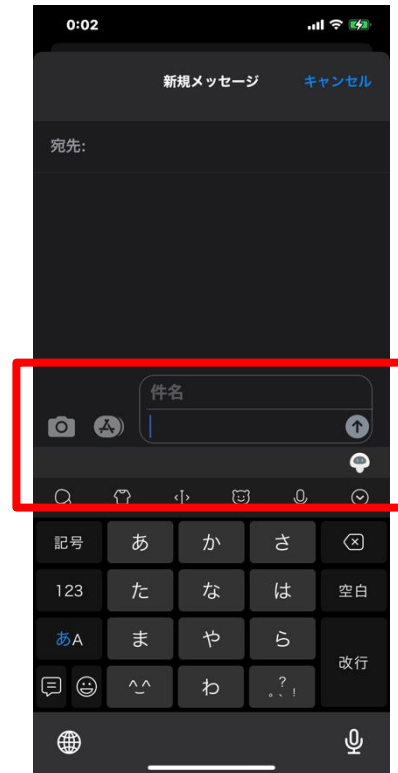 0:02
新規メッセージ キャンセル
宛先:
件名
記号 あ か さ
123 た な は 空白
あA ま や ら
改行
^_^ わ 。、?!